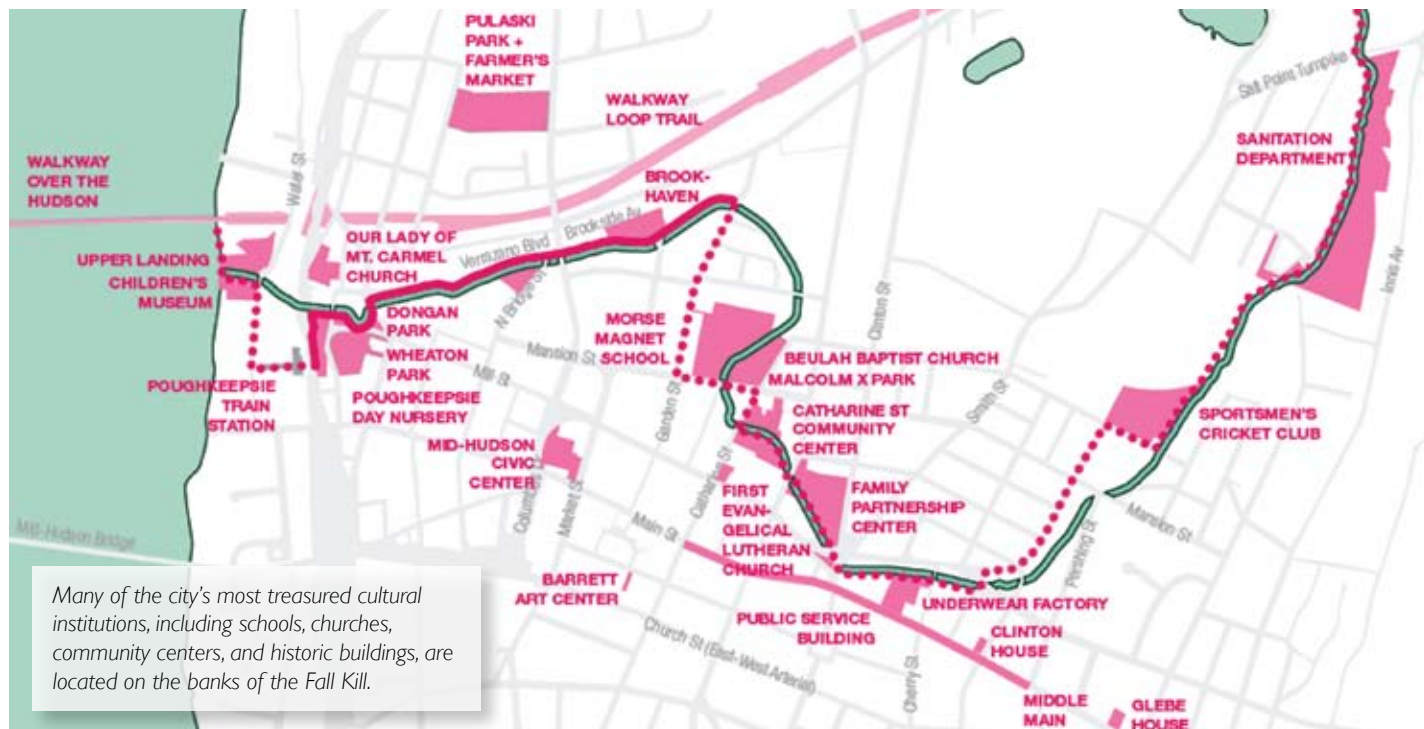 PULASKI
PARK +
FARMER'S
MARKET
WALKWAY
LOOP TRAIL
Salt Point Turnpike
SANITATION
DEPARTMENT
WALKWAY
OVER THE
HUDSON
Water St
BROOK-
HAVEN
Innis Av
OUR LADY OF
MT. CARMEL
CHURCH
Verrazano Blvd
Brookside Av
UPPER LANDING
CHILDREN'S
MUSEUM
N Bridge St
Clinton St
DONGAN
PARK
MORSE
MAGNET
SCHOOL
WHEATON
PARK
Mansion St
Mill St
BEULAH BAPTIST CHURCH
MALCOLM X PARK
POUGHKEEPSIE
TRAIN
STATION
POUGHKEEPSIE
DAY NURSERY
Garden St
Smith St
CATHARINE ST
COMMUNITY
CENTER
SPORTSMEN'S
CRICKET CLUB
MID-HUDSON
CIVIC
CENTER
Catharine St
Columbus
Market St
FIRST
EVAN-
GELICAL
LUTHERAN
CHURCH
FAMILY
PARTNERSHIP
CENTER
Mansion St
Main St
Mid-Hudson Bridge
Pershing St
BARRETT
ART CENTER
UNDERWEAR FACTORY
PUBLIC SERVICE
BUILDING
CLINTON
HOUSE
Church St (East-West Arterial)
Cherry St
MIDDLE
MAIN
GLEBE
HOUSE
Many of the city's most treasured cultural
institutions, including schools, churches,
community centers, and historic buildings, are
located on the banks of the Fall Kill.